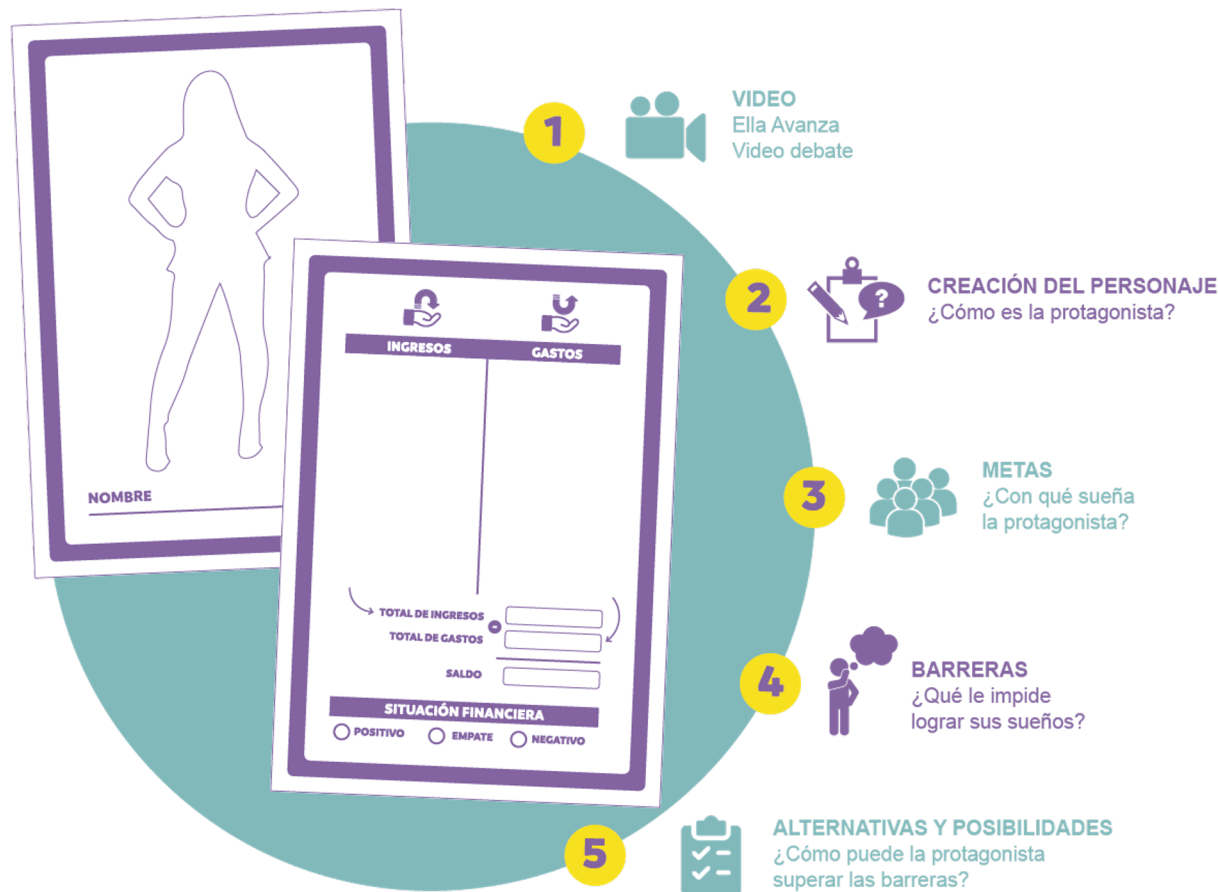 NOMBRE
INGRESOS
GASTOS
TOTAL DE INGRESOS
TOTAL DE GASTOS
SALDO
SITUACIÓN FINANCIERA
POSITIVO
EMPATE
NEGATIVO
1
VIDEO
Ella Avanza
Video debate
2
?
CREACIÓN DEL PERSONAJE
¿Cómo es la protagonista?
3
METAS
¿Con qué sueña
la protagonista?
4
BARRERAS
¿Qué le impide
lograr sus sueños?
5
ALTERNATIVAS Y POSIBILIDADES
¿Cómo puede la protagonista
superar las barreras?